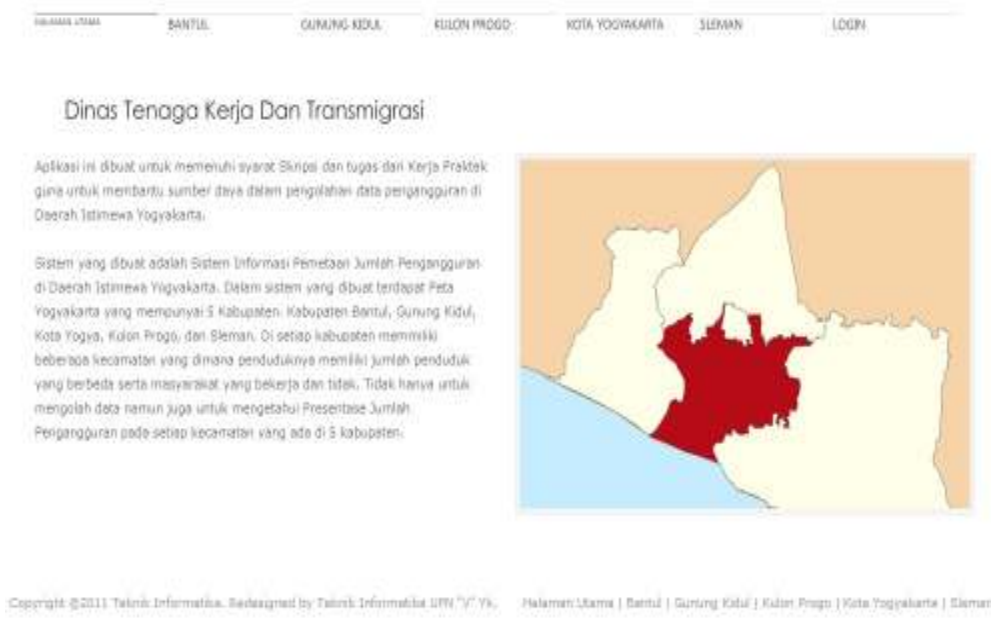 HALAMAN UTAMA BANTUL GUNUNG KIDUL KULON PROGO KOTA YOGYAKARTA SLEMAN LOGIN
Dinas Tenaga Kerja Dan Transmigrasi
Aplikasi ini dibuat untuk memenuhi syarat Skripsi dan tugas dari Kerja Praktek
guna untuk membantu sumber daya dalam pengolahan data pengangguran di
Daerah Istimewa Yogyakarta.
Sistem yang dibuat adalah Sistem Informasi Pemetaan Jumlah Pengangguran
di Daerah Istimewa Yogyakarta. Dalam sistem yang dibuat terdapat Peta
Yogyakarta yang mempunyai 5 Kabupaten. Kabupaten Bantul, Gunung Kidul,
Kota Yogya, Kulon Progo, dan Sleman. Di setiap kabupaten memmiliki
beberapa kecamatan yang dimana penduduknya memiliki jumlah penduduk
yang berbeda serta masyarakat yang bekerja dan tidak. Tidak hanya untuk
mengolah data namun juga untuk mengetahui Presentase Jumlah
Pengangguran pada setiap kecamatan yang ada di 5 kabupaten.
Copyright @2011 Teknik Informatika. Redesigned by Teknik Informatika UPN "V" Yk. Halaman Utama | Bantul | Gunung Kidul | Kulon Progo | Kota Yogyakarta | Sleman